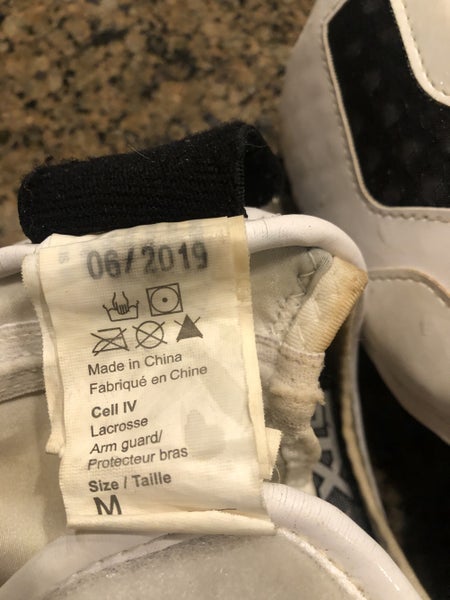 06/2019
Made in China
Fabriqué en Chine
Cell IV
Lacrosse
Arm guard/
Protecteur bras
Size / Taille
M